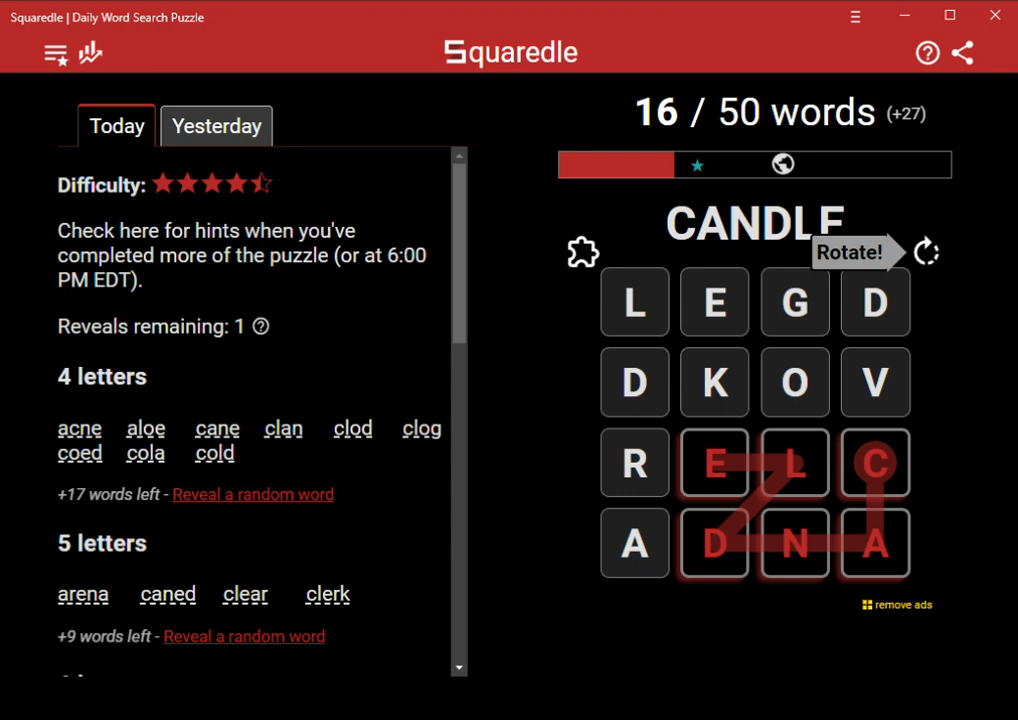 Squaredle | Daily Word Search Puzzle
Squaredle
Today Yesterday
Difficulty:
Check here for hints when you've
completed more of the puzzle (or at 6:00
PM EDT).
Reveals remaining: 1
4 letters
acne aloe cane clan clod clog
coed cola cold
+17 words left - Reveal a random word
5 letters
arena caned clear clerk
+9 words left - Reveal a random word
16 / 50 words (+27)
CANDLE
Rotate!
L E G D
D K O V
R E L C
A D N A
remove ads